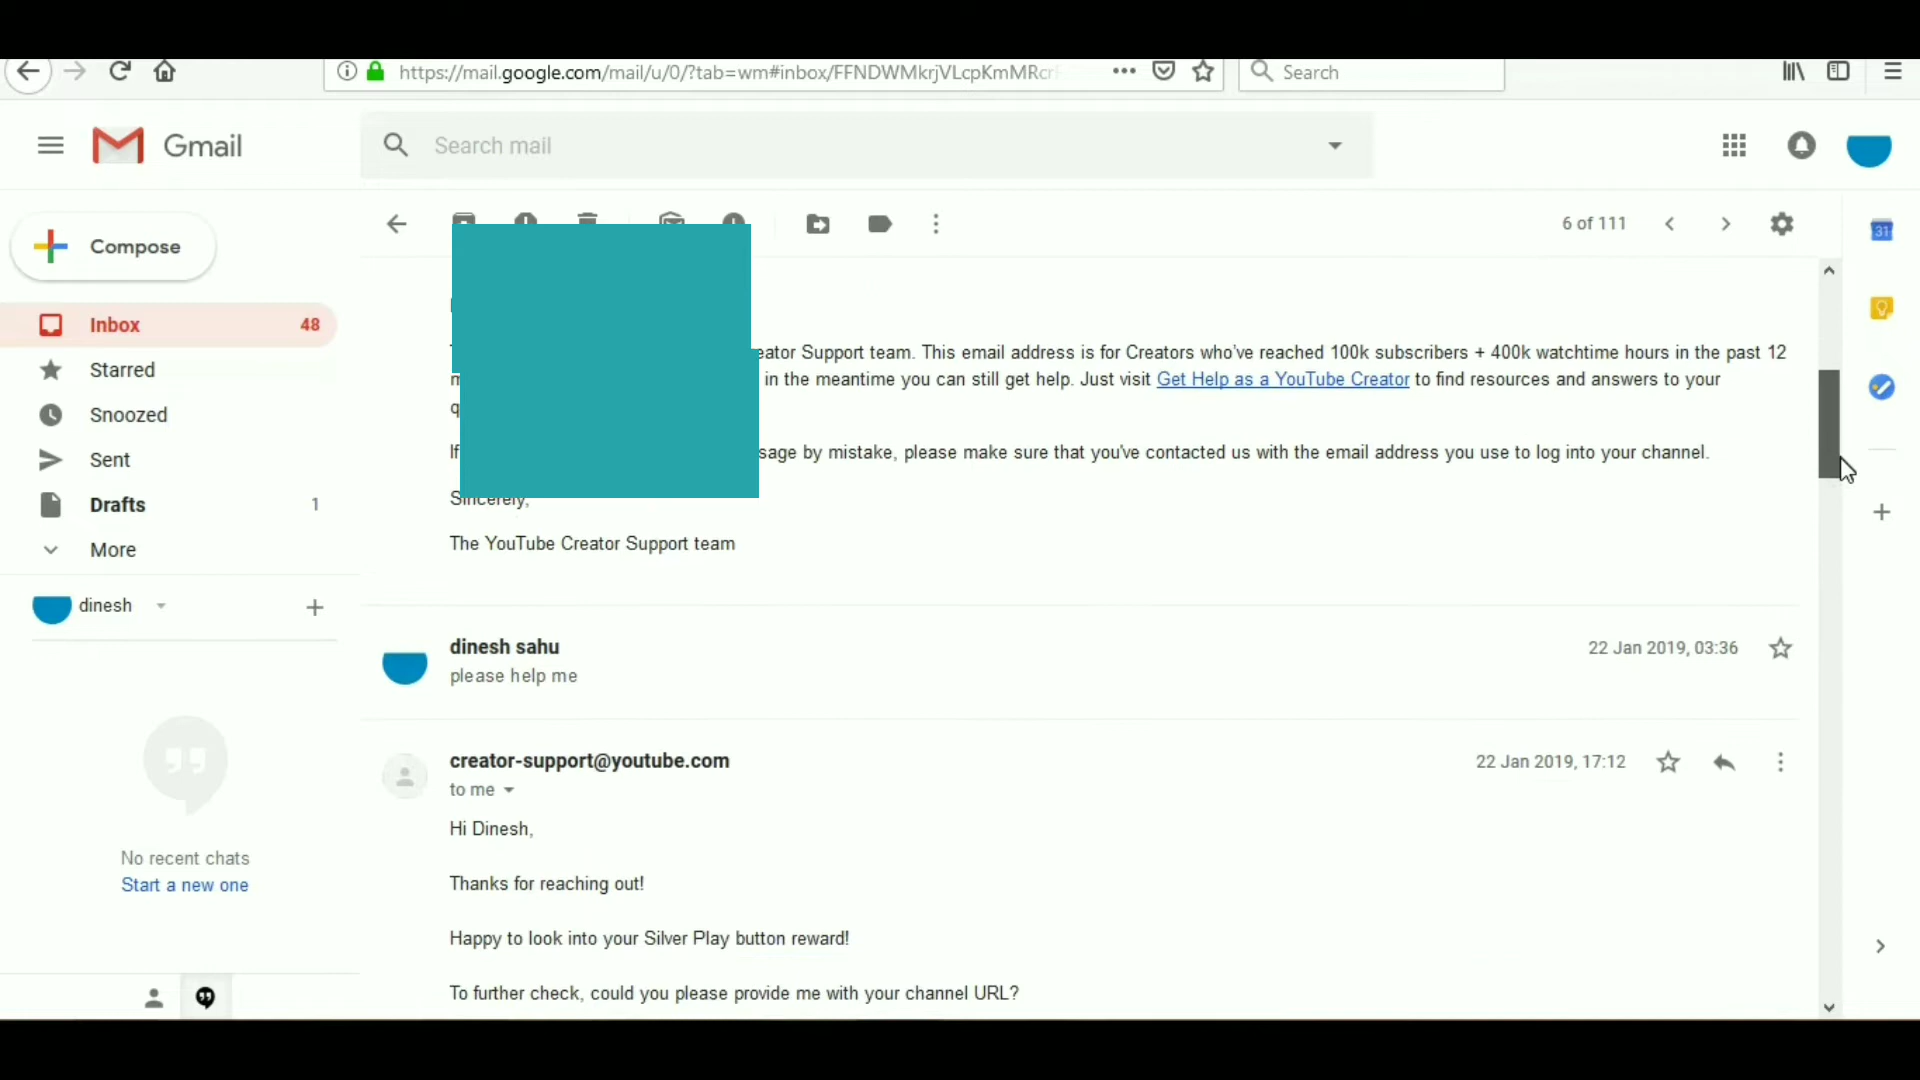 https://mail.google.com/mail/u/0/?tab=wm#inbox/FFNDWMkrjVLcpKmMRcr
Search
Gmail
Search mail
Compose
6 of 111
31
Inbox 48
Starred
Snoozed
Sent
Drafts 1
More
dinesh
No recent chats
Start a new one
eator Support team. This email address is for Creators who've reached 100k subscribers + 400k watchtime hours in the past 12
in the meantime you can still get help. Just visit Get Help as a YouTube Creator to find resources and answers to your
q
If sage by mistake, please make sure that you've contacted us with the email address you use to log into your channel.
Sincerely,
The YouTube Creator Support team
dinesh sahu 22 Jan 2019, 03:36
please help me
creator-support@youtube.com 22 Jan 2019, 17:12
to me
Hi Dinesh,
Thanks for reaching out!
Happy to look into your Silver Play button reward!
To further check, could you please provide me with your channel URL?